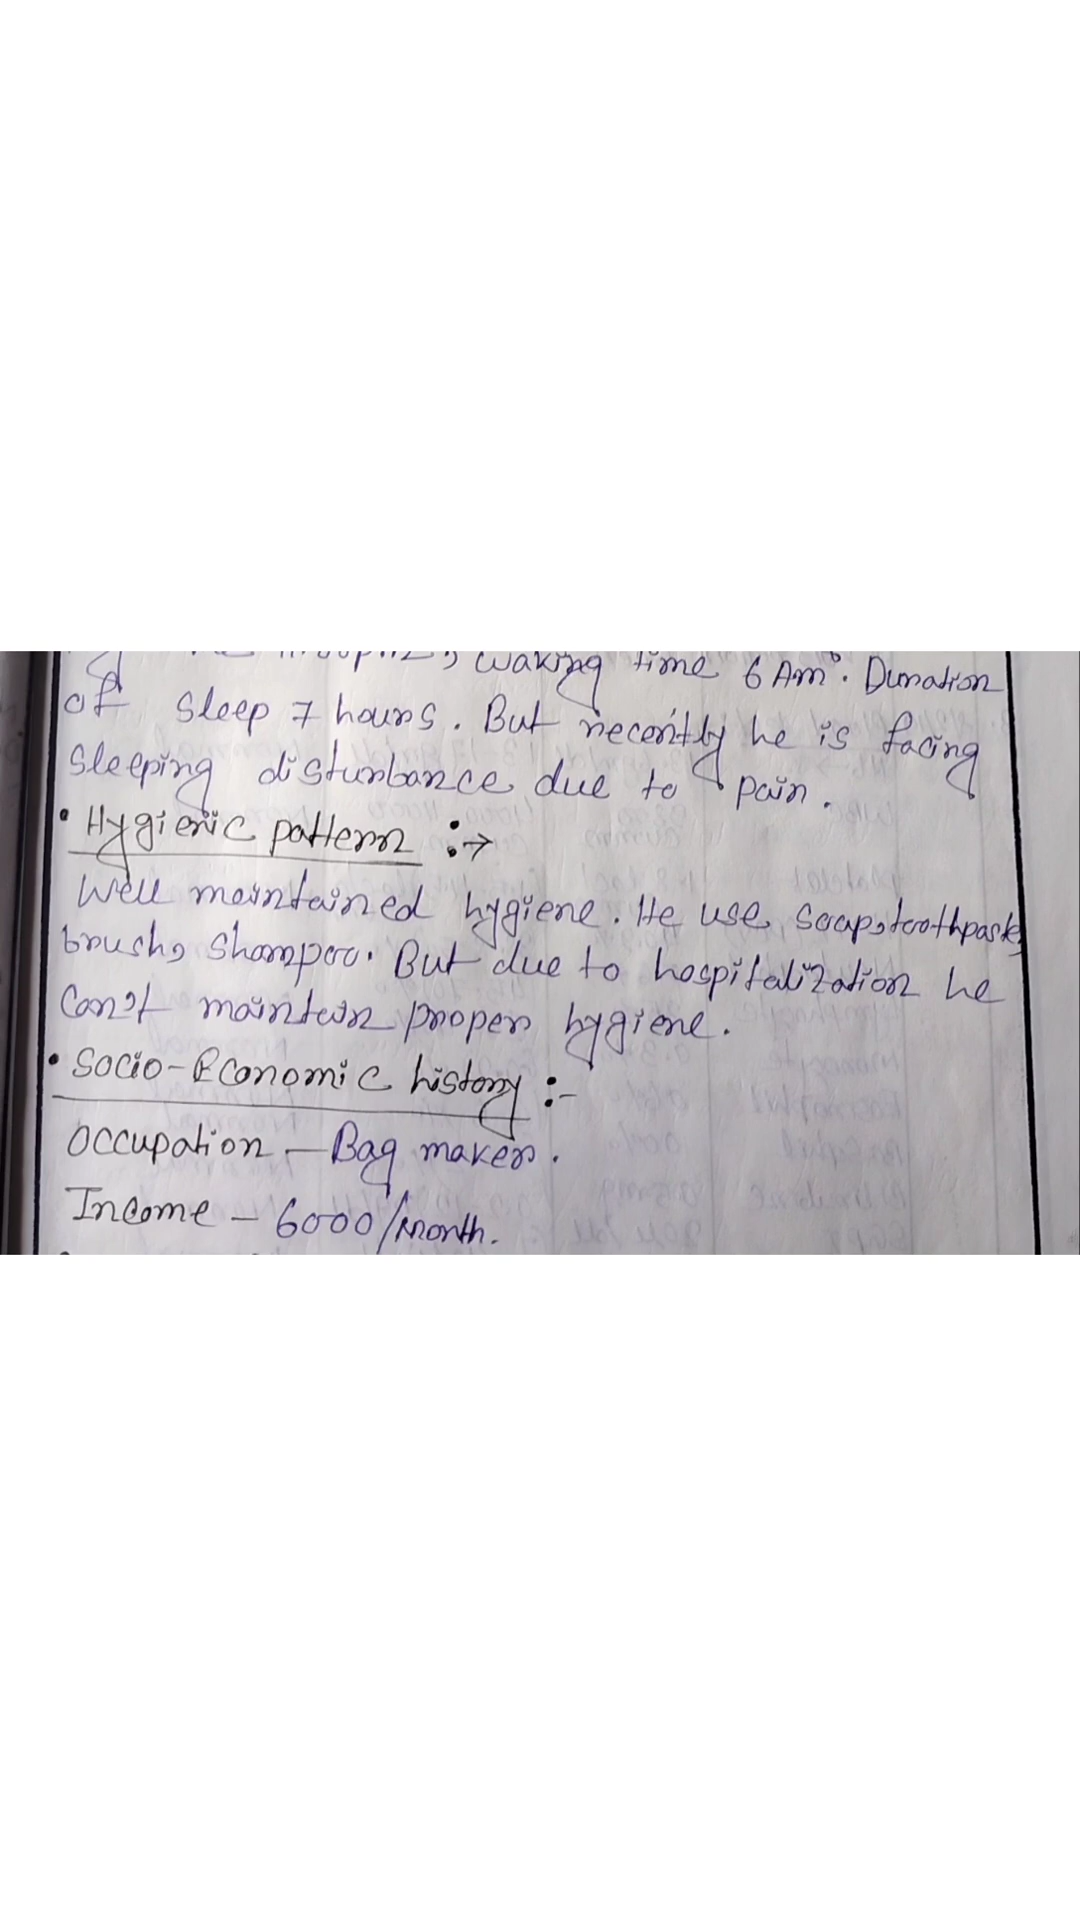 waking time 6 Am. Duration
of sleep 7 hours. But recently he is facing
sleeping disturbance due to pain.
• Hygienic pattern :→
Well maintained hygiene. He use soap, toothpaste,
brush, shampoo. But due to hospitalization he
can't maintain proper hygiene.
• Socio-Economic history :-
Occupation — Bag maker.
Income — 6000/month.